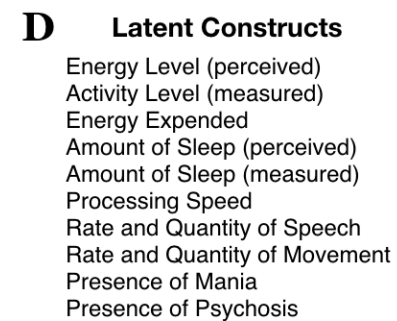 D Latent Constructs
Energy Level (perceived)
Activity Level (measured)
Energy Expended
Amount of Sleep (perceived)
Amount of Sleep (measured)
Processing Speed
Rate and Quantity of Speech
Rate and Quantity of Movement
Presence of Mania
Presence of Psychosis